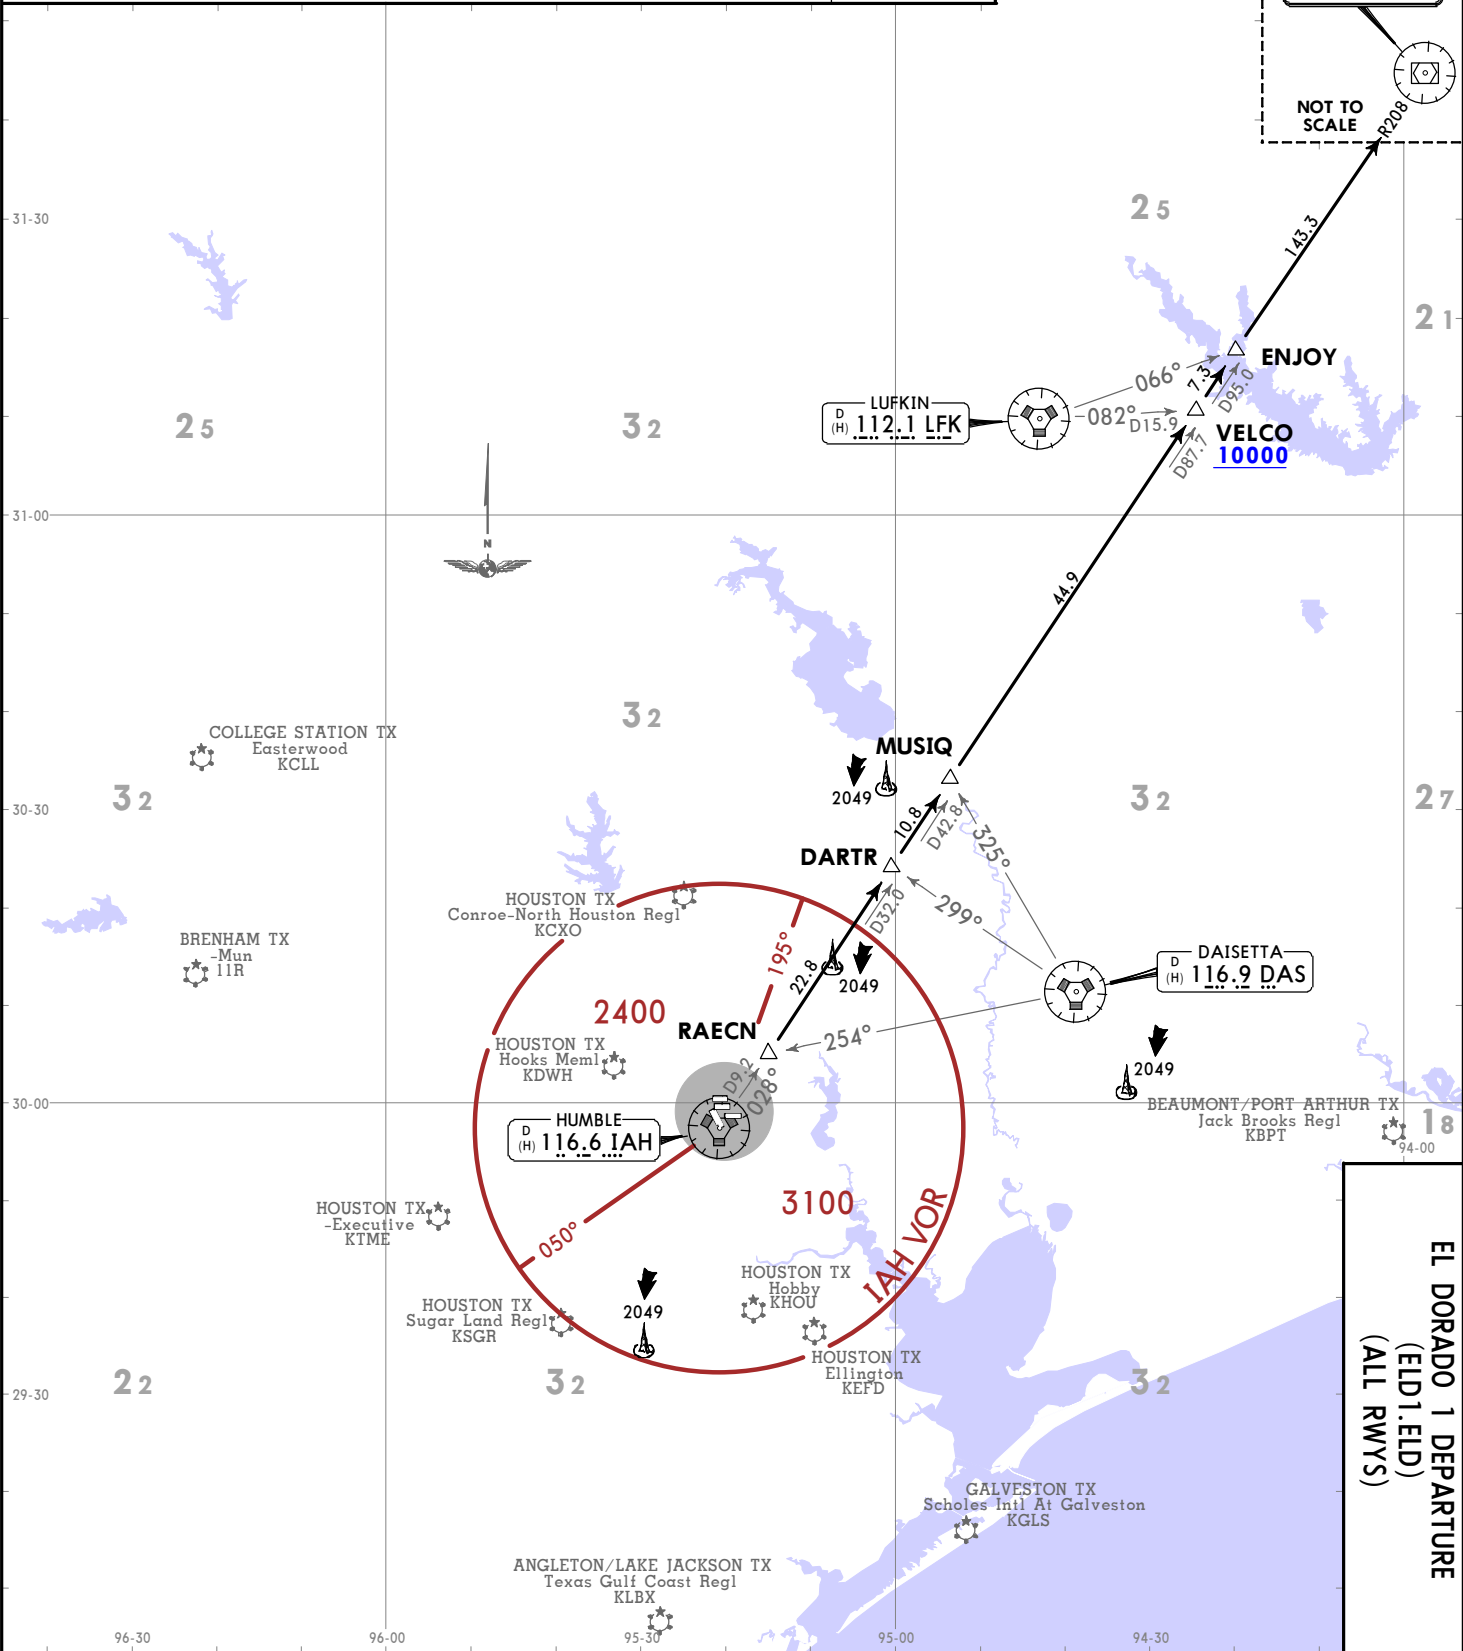 NOT TO
SCALE
R208
143.3
25
31-30
21
ENJOY
066°
7.3
D95.0
LUFKIN
D
(H) 112.1 LFK
082°
D15.9
VELCO
10000
D87.7
25
32
31-00
N
44.9
32
COLLEGE STATION TX
Easterwood
KCLL
MUSIQ
2049
32
30-30
32
27
10.8
D42.8
325°
DARTR
D32.0
299°
HOUSTON TX
Conroe-North Houston Regl
KCXO
BRENHAM TX
-Mun
11R
195°
22.8
2049
DAISETTA
D
(H) 116.9 DAS
2400
RAECN
254°
HOUSTON TX
Hooks Meml
KDWH
D9.2
028°
2049
30-00
BEAUMONT/PORT ARTHUR TX
Jack Brooks Regl
KBPT
18
94-00
HUMBLE
D
(H) 116.6 IAH
3100
IAH VOR
HOUSTON TX
-Executive
KTME
050°
HOUSTON TX
Hobby
KHOU
2049
HOUSTON TX
Sugar Land Regl
KSGR
HOUSTON TX
Ellington
KEFD
22
32
32
29-30
EL DORADO 1 DEPARTURE
(ELD1.ELD)
(ALL RWYS)
GALVESTON TX
Scholes Intl At Galveston
KGLS
ANGLETON/LAKE JACKSON TX
Texas Gulf Coast Regl
KLBX
96-30
96-00
95-30
95-00
94-30